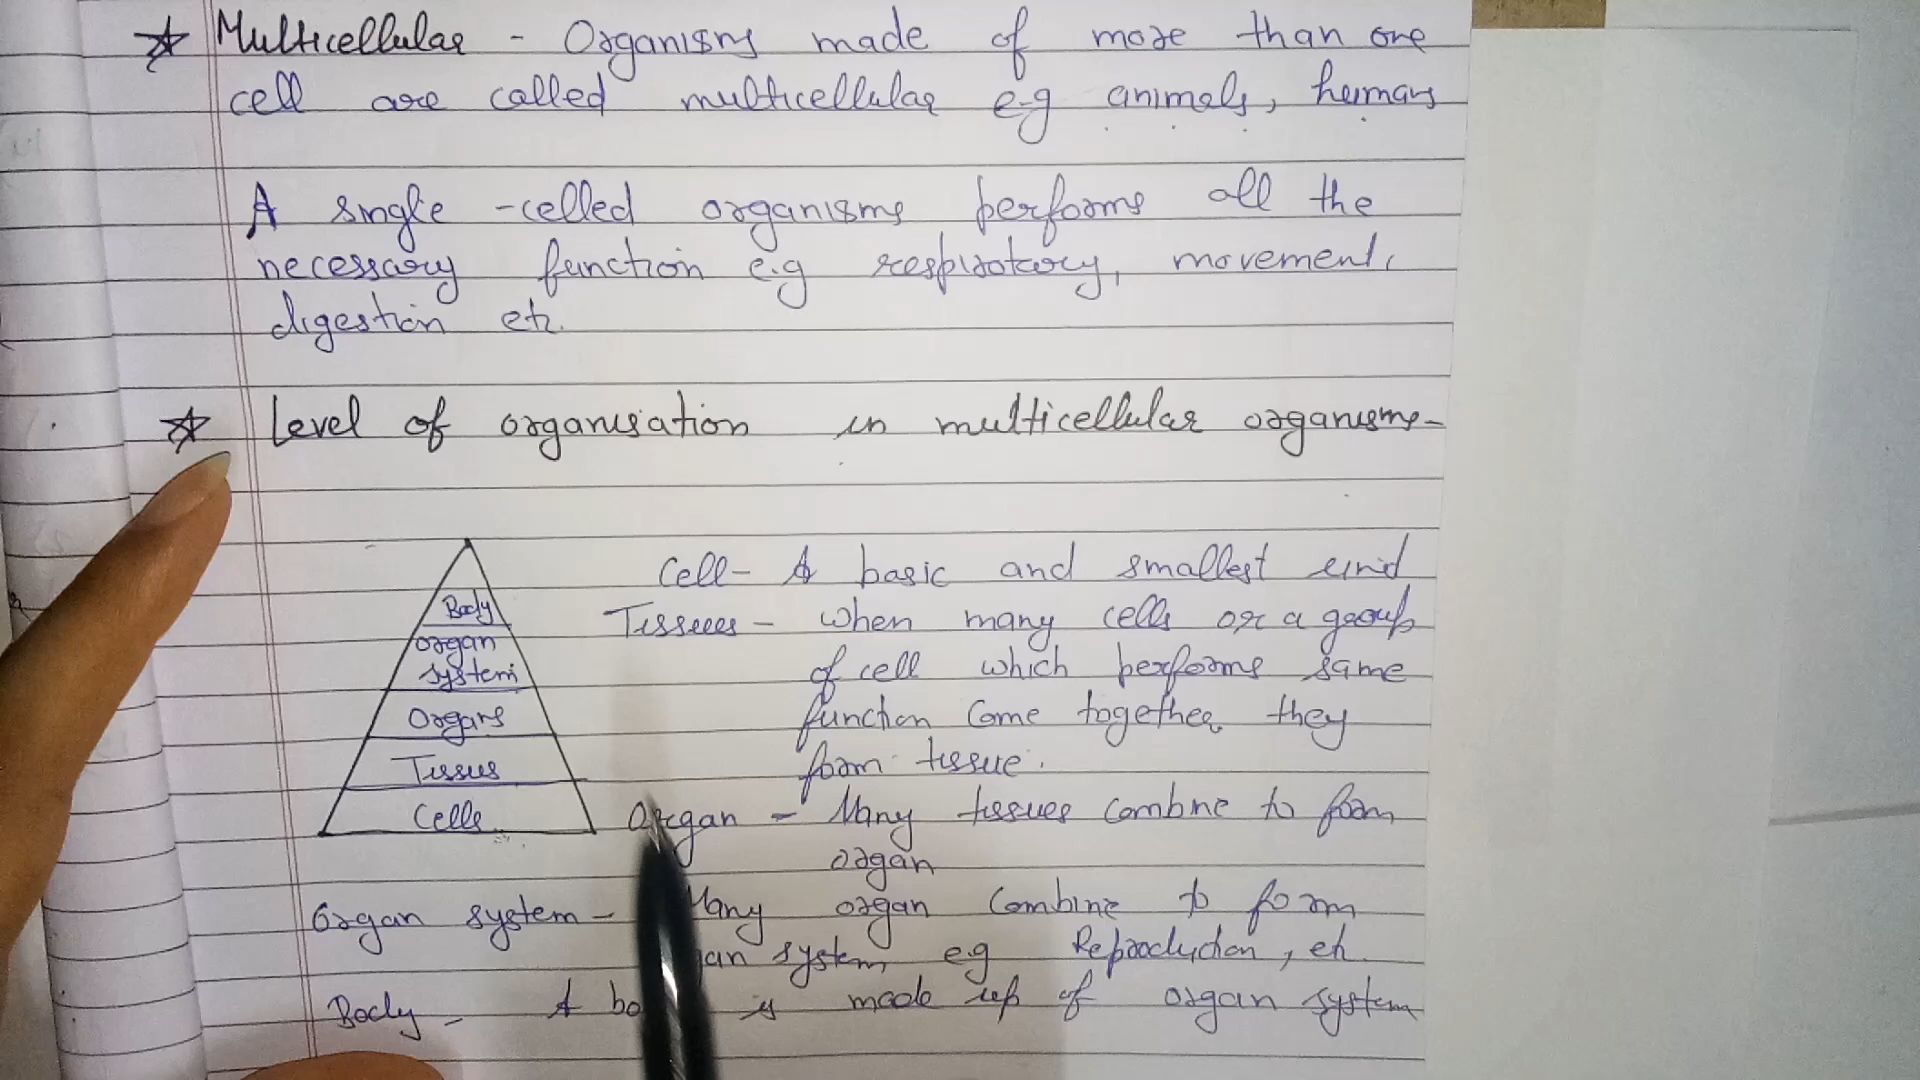 Multicellular - Organisms made of more than one
cell are called multicellular e.g animals, humans
A single-celled organisms performs all the
necessary function e.g respiratory, movement,
digestion etc.
Level of organisation in multicellular organisms-
Body
organ
system
Organs
Tissus
Cells
Cell - A basic and smallest unit
Tissues - when many cells or a group
of cell which performs same
function come together they
form tissue.
Organ - Many tissues combine to form
organ
Organ system - Many organ combine to form
system e.g Reproduction, etc.
Body - A is made up of organ system